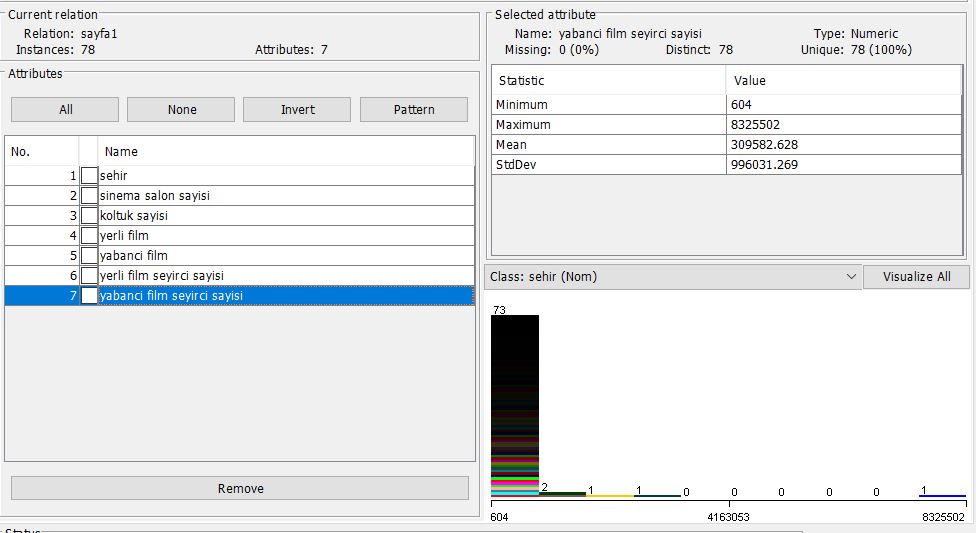 Current relation
Relation: sayfa1
Instances: 78 Attributes: 7
Attributes
All None Invert Pattern
No. Name
1 sehir
2 sinema salon sayisi
3 koltuk sayisi
4 yerli film
5 yabanci film
6 yerli film seyirci sayisi
7 yabanci film seyirci sayisi
Remove
Status
Selected attribute
Name: yabanci film seyirci sayisi Type: Numeric
Missing: 0 (0%) Distinct: 78 Unique: 78 (100%)
Statistic Value
Minimum 604
Maximum 8325502
Mean 309582.628
StdDev 996031.269
Class: sehir (Nom) Visualize All
73
2 1 1 0 0 0 0 0 1
604 4163053 8325502